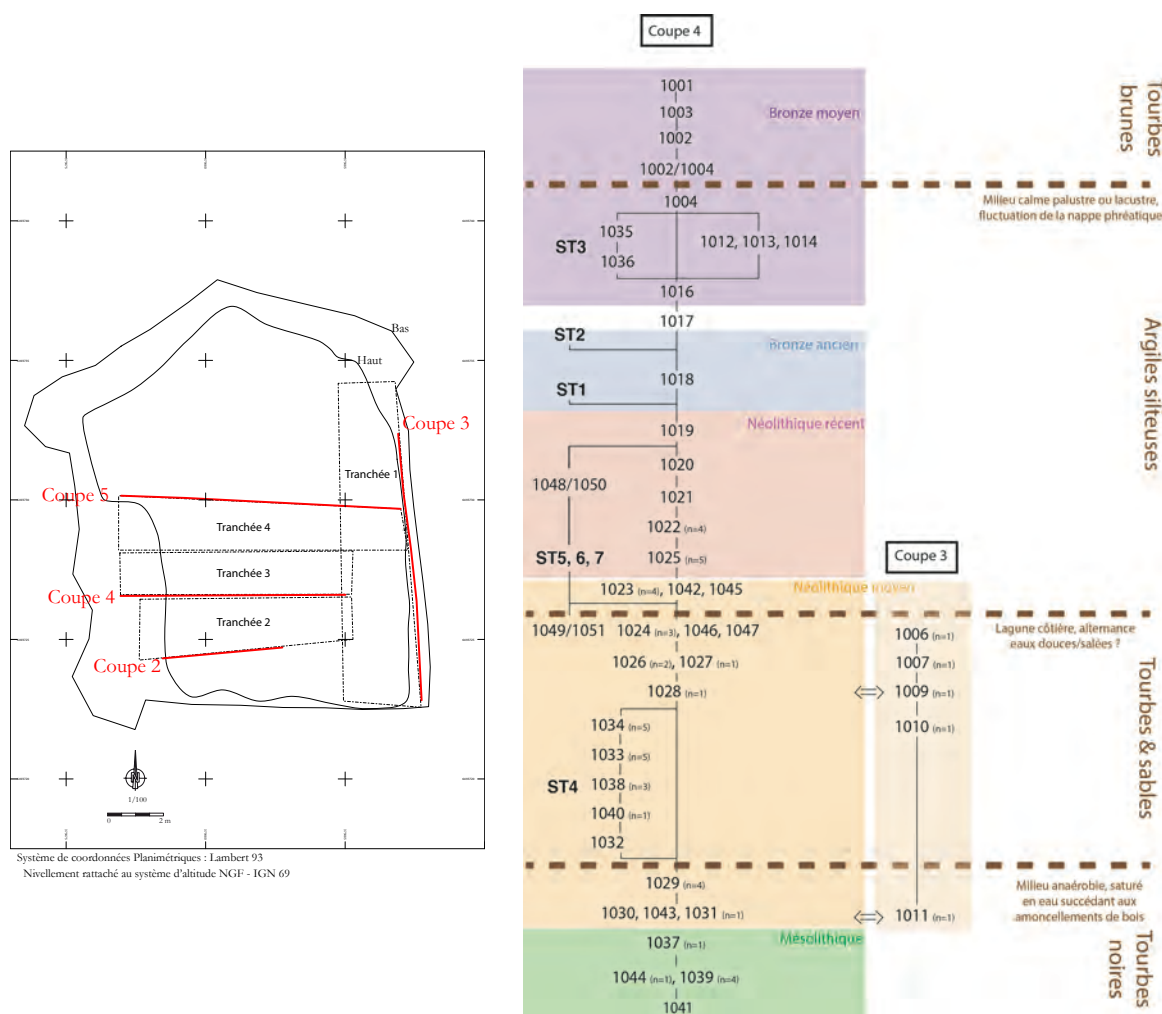 Bas
Haut
Coupe 3
Tranchée 1
Coupe 5
Tranchée 4
Tranchée 3
Coupe 4
Tranchée 2
Coupe 2
N
1/100
0 2 m
Système de coordonnées Planimétriques : Lambert 93
Nivellement rattaché au système d'altitude NGF - IGN 69
Coupe 4
1001
1003
Bronze moyen
1002
1002/1004
Tourbes
brunes
1004
Milieu calme palustre ou lacustre,
fluctuation de la nappe phréatique
1035
ST3
1036
1012, 1013, 1014
1016
1017
ST2
Bronze ancien
1018
ST1
Néolithique récent
1019
1020
1048/1050
1021
1022 (n=4)
ST5, 6, 7
1025 (n=5)
Argiles silteuses
Coupe 3
Néolithique moyen
1023 (n=4), 1042, 1045
1049/1051
1024 (n=3), 1046, 1047
1006 (n=1)
Lagune côtière, alternance
eaux douces/salées ?
1026 (n=2), 1027 (n=1)
1007 (n=1)
1028 (n=1)
1009 (n=1)
1034 (n=5)
1010 (n=1)
1033 (n=5)
ST4
1038 (n=3)
1040 (n=1)
1032
Tourbes & sables
1029 (n=4)
Milieu anaérobie, saturé
en eau succédant aux
amoncellements de bois
1030, 1043, 1031 (n=1)
1011 (n=1)
Mésolithique
1037 (n=1)
1044 (n=1), 1039 (n=4)
1041
Tourbes
noires